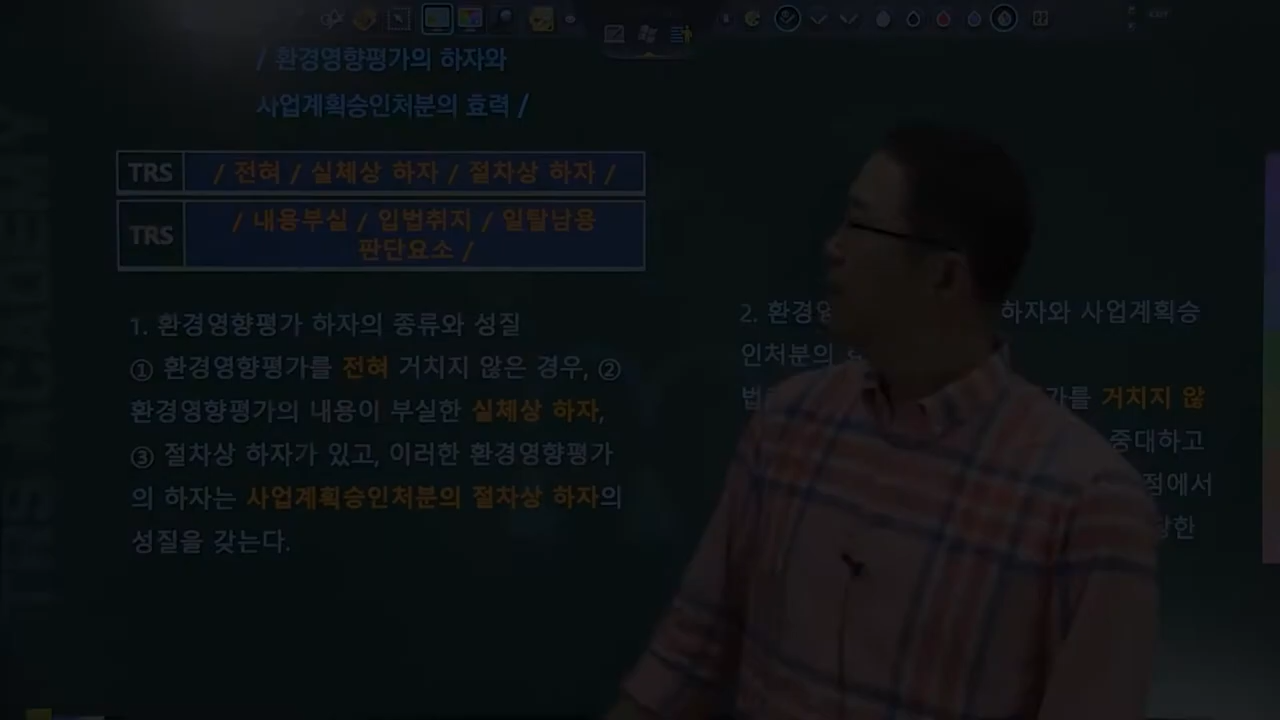 / 환경영향평가의 하자와
사업계획승인처분의 효력 /
TRS / 전혀 / 실체상 하자 / 절차상 하자 /
TRS / 내용부실 / 입법취지 / 일탈남용
판단요소 /
1. 환경영향평가 하자의 종류와 성질
① 환경영향평가를 전혀 거치지 않은 경우, ②
환경영향평가의 내용이 부실한 실체상 하자,
③ 절차상 하자가 있고, 이러한 환경영향평가
의 하자는 사업계획승인처분의 절차상 하자의
성질을 갖는다.
2. 환경영 하자와 사업계획승
인처분의
가를 거치지 않
중대하고
점에서